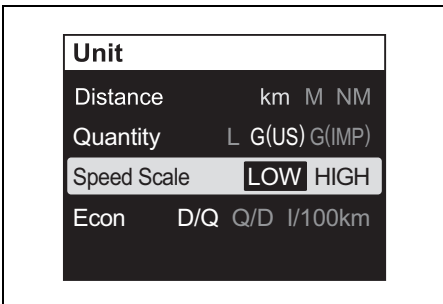 Unit
Distance km M NM
Quantity L G(US) G(IMP)
Speed Scale LOW HIGH
Econ D/Q Q/D l/100km